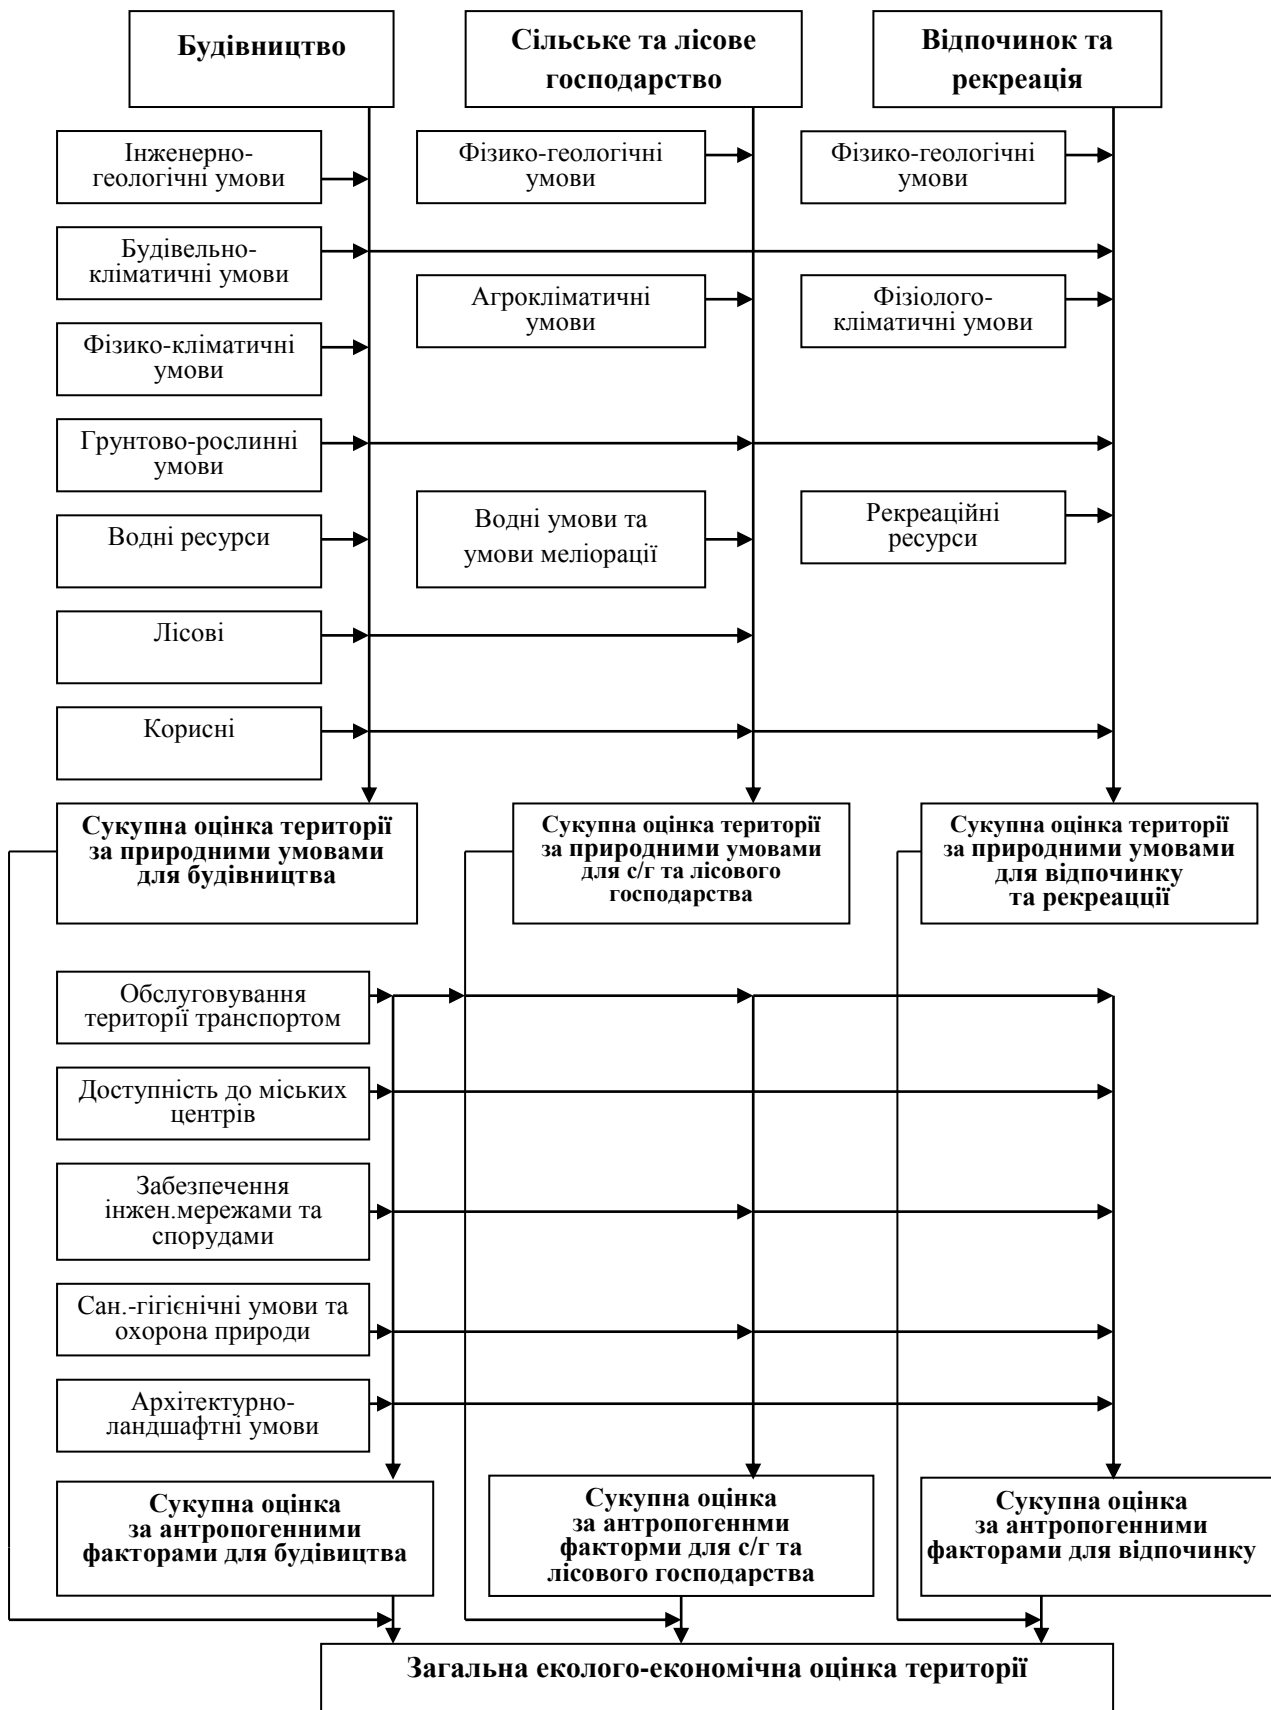 Будівництво
Сільське та лісове
господарство
Відпочинок та
рекреація
Інженерно-
геологічні умови
Фізико-геологічні
умови
Фізико-геологічні
умови
Будівельно-
кліматичні умови
Агрокліматичні
умови
Фізіолого-
кліматичні умови
Фізико-кліматичні
умови
Грунтово-рослинні
умови
Водні ресурси
Водні умови та
умови меліорації
Рекреаційні
ресурси
Лісові
Корисні
Сукупна оцінка території
за природними умовами
для будівництва
Сукупна оцінка території
за природними умовами
для с/г та лісового
господарства
Сукупна оцінка території
за природними умовами
для відпочинку
та рекреацції
Обслуговування
території транспортом
Доступність до міських
центрів
Забезпечення
інжен.мережами та
спорудами
Сан.-гігієнічні умови та
охорона природи
Архітектурно-
ландшафтні умови
Сукупна оцінка
за антропогенними
факторами для будівицтва
Сукупна оцінка
за антропогеннми
факторми для с/г та
лісового господарства
Сукупна оцінка
за антропогенними
факторами для відпочинку
Загальна еколого-економічна оцінка території